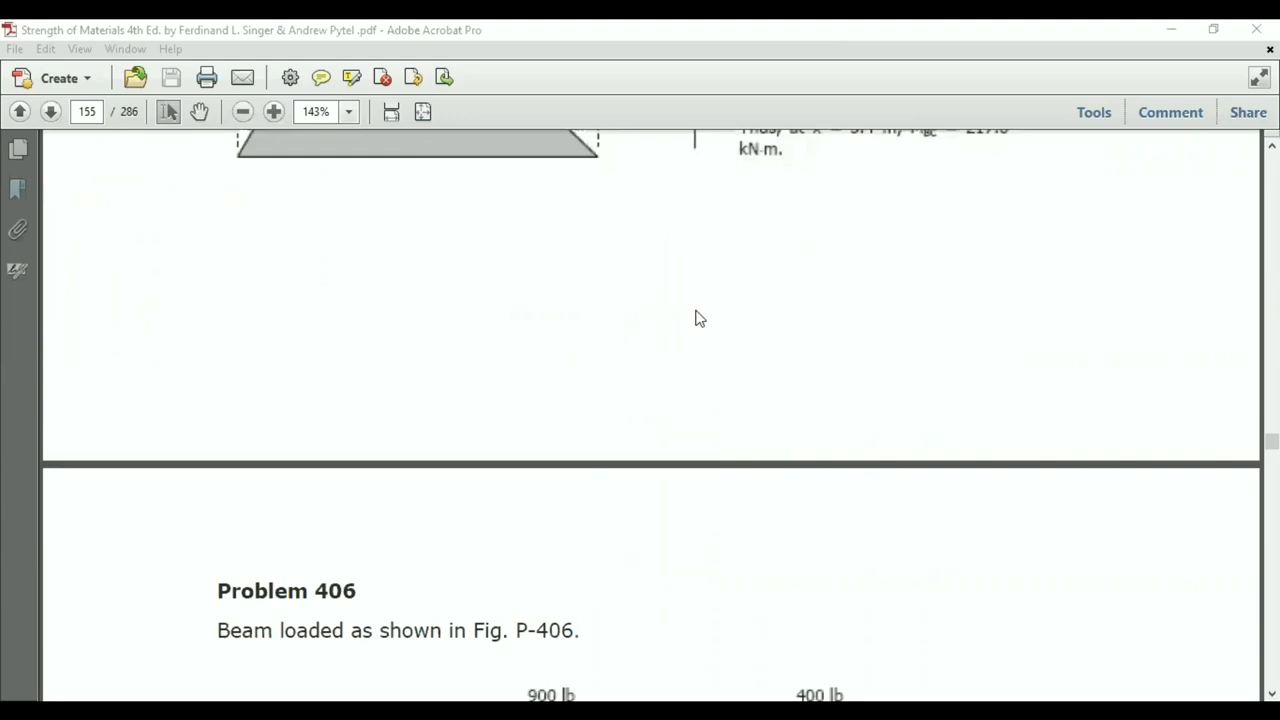 Strength of Materials 4th Ed. by Ferdinand L. Singer & Andrew Pytel .pdf - Adobe Acrobat Pro
File Edit View Window Help
Create
155 / 286 143% Tools Comment Share
kN-m.
Problem 406
Beam loaded as shown in Fig. P-406.
900 lb 400 lb